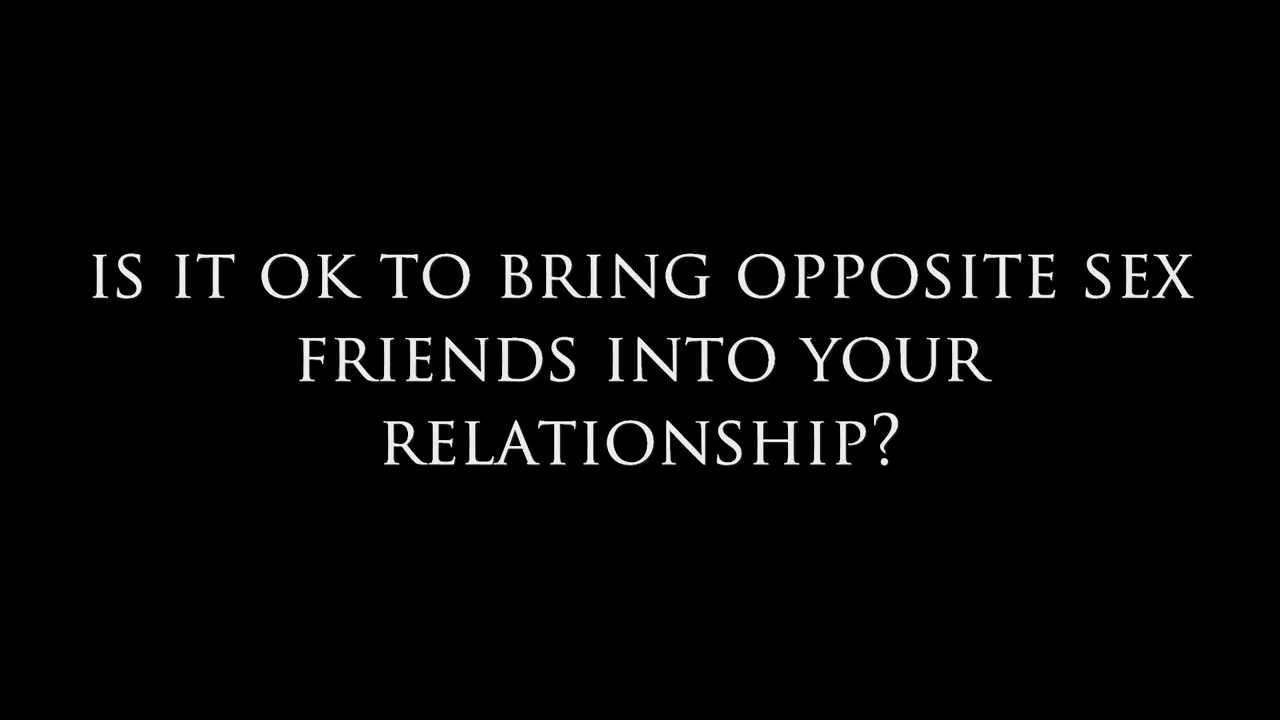 IS IT OK TO BRING OPPOSITE SEX
FRIENDS INTO YOUR
RELATIONSHIP?